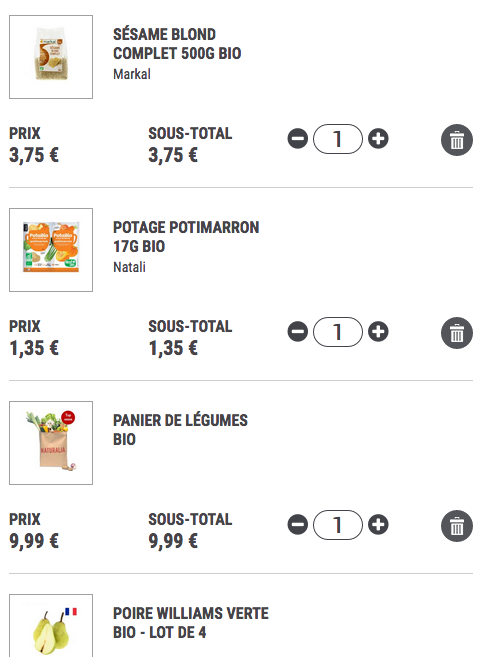 SÉSAME BLOND
COMPLET 500G BIO
Markal
PRIX
SOUS-TOTAL
3,75 €
3,75 €
1
POTAGE POTIMARRON
17G BIO
Natali
PRIX
SOUS-TOTAL
1,35 €
1,35 €
1
NATURALIA
PANIER DE LÉGUMES
BIO
PRIX
SOUS-TOTAL
9,99 €
9,99 €
1
POIRE WILLIAMS VERTE
BIO - LOT DE 4